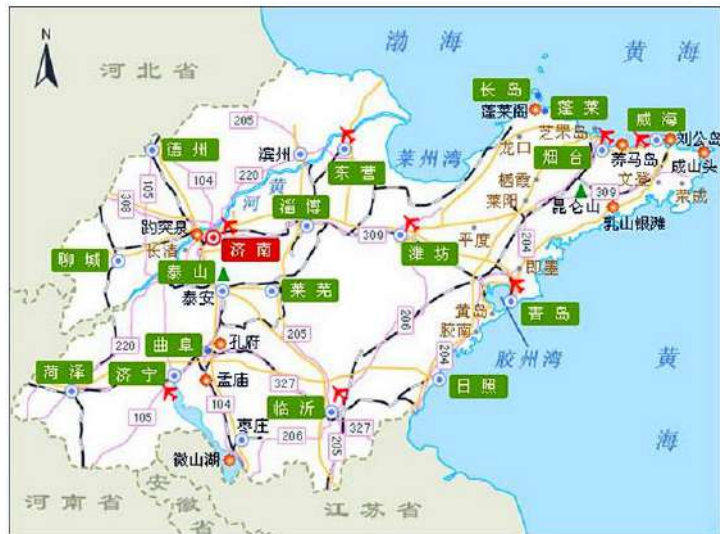 N
渤 海
黄 海
河 北 省
长 岛
蓬莱阁
蓬 莱
威 海
刘公岛
205
德 州
滨州
东 营
莱 州 湾
龙口
芝罘岛
烟 台
养马岛
成山头
105
104
220
黄
河
栖霞
文登
荣成
308
淄 博
昆仑山
309
乳山银滩
趵突泉
济 南
309
潍 坊
平度
204
聊 城
长清
即墨
泰 山
泰安
莱 芜
黄岛
青 岛
206
胶南
220
曲 阜
孔府
205
204
胶州湾
黄
海
菏 泽
济 宁
孟庙
327
日 照
105
104
临 沂
327
枣庄
206
205
微山湖
河 南 省
安
徽
省
江 苏 省